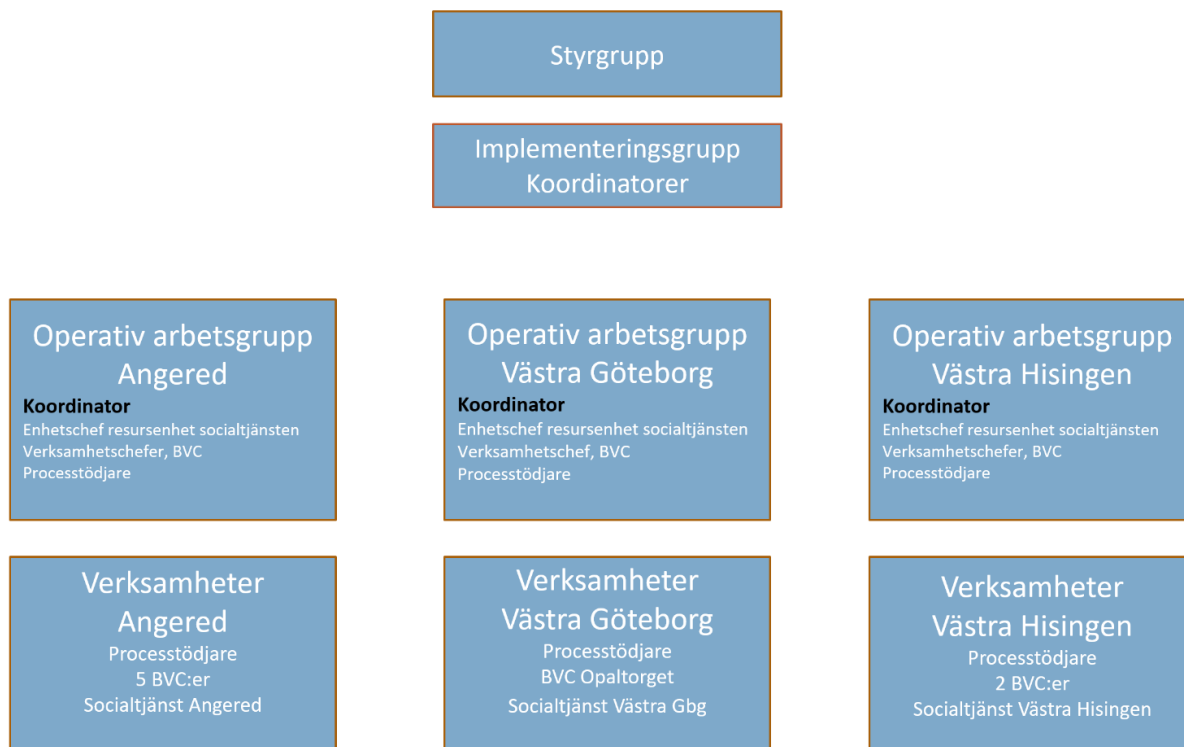 Styrgrupp
Implementeringsgrupp
Koordinatorer
Operativ arbetsgrupp
Angered
Koordinator
Enhetschef resursenhet socialtjänsten
Verksamhetschefer, BVC
Processtödjare
Operativ arbetsgrupp
Västra Göteborg
Koordinator
Enhetschef resursenhet socialtjänsten
Verksamhetschef, BVC
Processtödjare
Operativ arbetsgrupp
Västra Hisingen
Koordinator
Enhetschef resursenhet socialtjänsten
Verksamhetschefer, BVC
Processtödjare
Verksamheter
Angered
Processtödjare
5 BVC:er
Socialtjänst Angered
Verksamheter
Västra Göteborg
Processtödjare
BVC Opaltorget
Socialtjänst Västra Gbg
Verksamheter
Västra Hisingen
Processtödjare
2 BVC:er
Socialtjänst Västra Hisingen